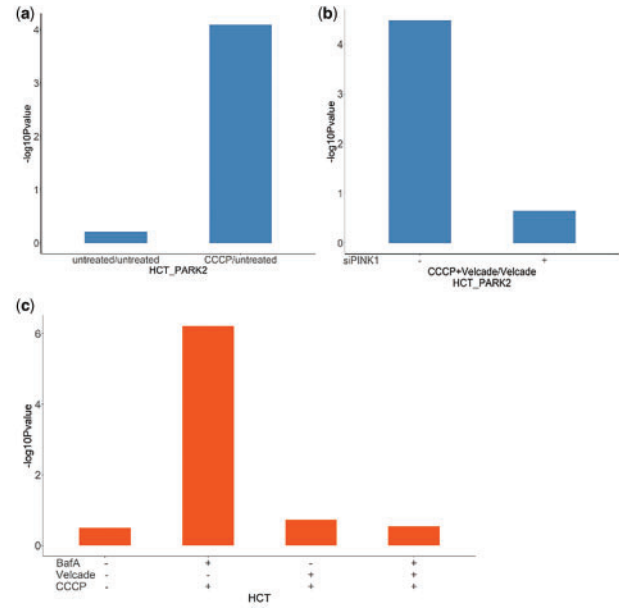 (a)
4
3
2
1
0
-log10Pvalue
untreated/untreated CCCP/untreated
HCT_PARK2
(b)
4
3
2
1
0
-log10Pvalue
siPINK1 - +
CCCP+Velcade/Velcade
HCT_PARK2
(c)
6
4
2
0
-log10Pvalue
BafA - + - +
Velcade - - + +
CCCP - + + +
HCT